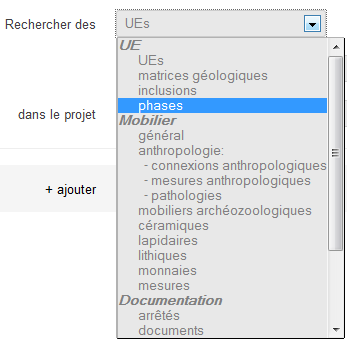 Rechercher des
UEs
UE
UEs
matrices géologiques
inclusions
phases
dans le projet
Mobilier
général
anthropologie:
- connexions anthropologiques
- mesures anthropologiques
+ ajouter
- pathologies
mobiliers archéozoologiques
céramiques
lapidaires
lithiques
monnaies
mesures
Documentation
arrêtés
documents